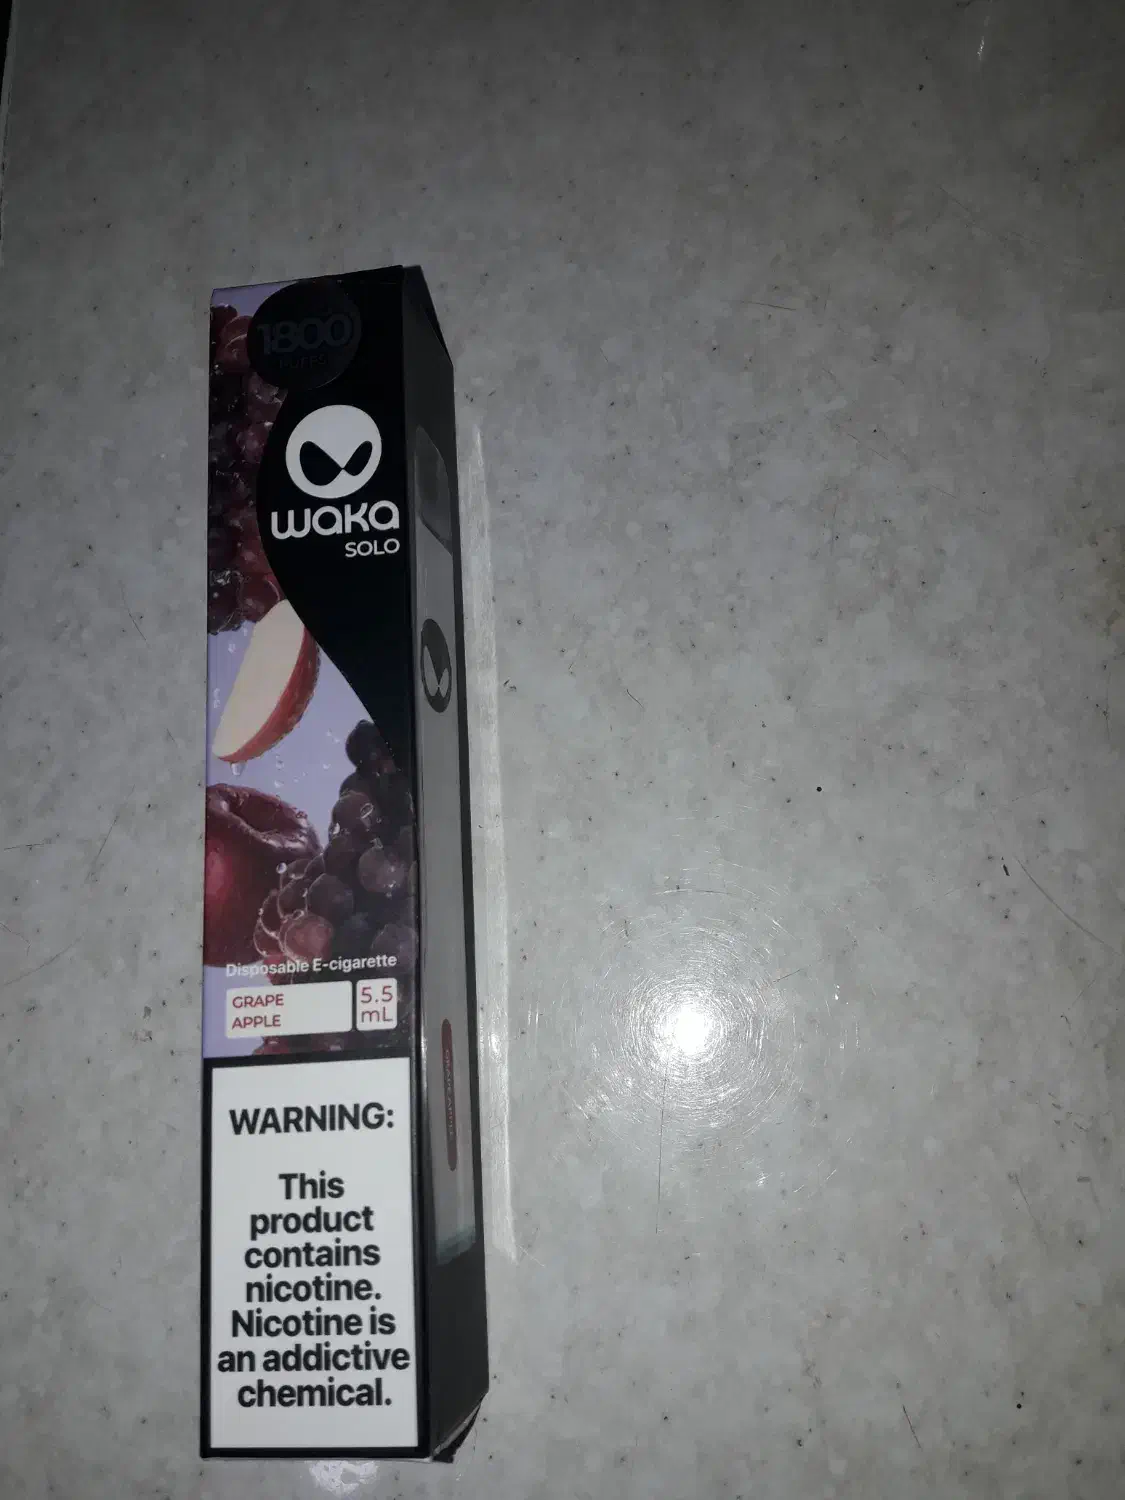 1800
PUFFS
waka
SOLO
Disposable E-cigarette
GRAPE
APPLE
5.5
mL
WARNING:
This
product
contains
nicotine.
Nicotine is
an addictive
chemical.